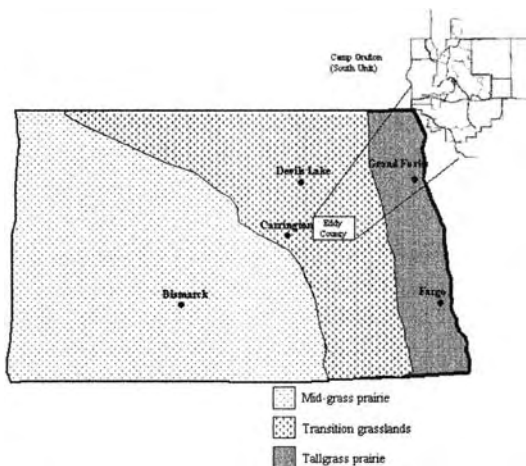 Camp Grafton
(South Unit)
Devils Lake
Grand Forks
Carrington
Eddy
County
Bismarck
Fargo
Mid-grass prairie
Transition grasslands
Tallgrass prairie